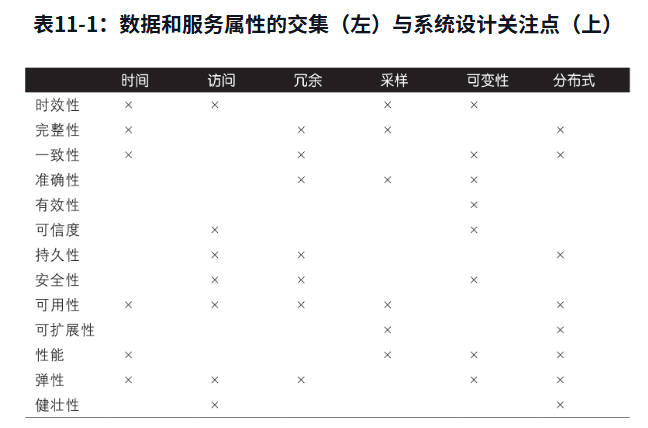 表11-1：数据和服务属性的交集（左）与系统设计关注点（上）
时间 访问 冗余 采样 可变性 分布式
时效性 × × × ×
完整性 × × × ×
一致性 × × × ×
准确性 × × ×
有效性 ×
可信度 × ×
持久性 × × ×
安全性 × × ×
可用性 × × × × ×
可扩展性 × ×
性能 × × × ×
弹性 × × × × ×
健壮性 × ×